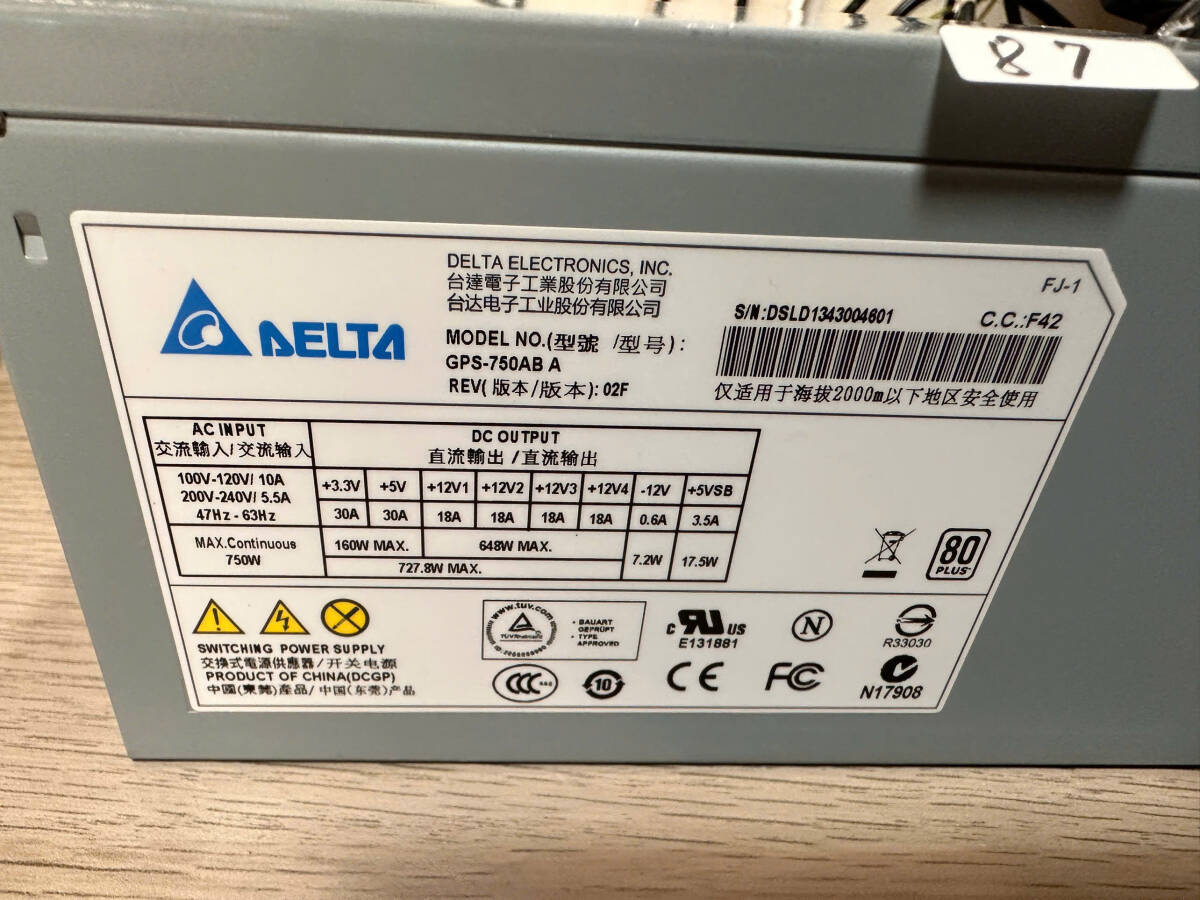 87
DELTA
DELTA ELECTRONICS, INC.
台達電子工業股份有限公司
台达电子工业股份有限公司
MODEL NO.(型號 /型号):
GPS-750AB A
REV( 版本/版本): 02F
FJ-1
S/N:DSLD1343004601
C.C.:F42
仅适用于海拔2000m以下地区安全使用
AC INPUT
交流輸入/交流输入
DC OUTPUT
直流輸出 /直流输出
100V-120V/ 10A
200V-240V/ 5.5A
47Hz - 63Hz
+3.3V +5V +12V1 +12V2 +12V3 +12V4 -12V +5VSB
30A 30A 18A 18A 18A 18A 0.6A 3.5A
MAX.Continuous
750W
160W MAX. 648W MAX.
727.8W MAX.
7.2W 17.5W
80
PLUS
SWITCHING POWER SUPPLY
交換式電源供應器/开关电源
PRODUCT OF CHINA(DCGP)
中國(東莞)產品/ 中国(东莞)产品
www.tuv.com
TÜVRheinland
BAUART
GEPRÜFT
TYPE
APPROVED
c RU US
E131881
N
R33030
CCC
10
CE
FC
N17908